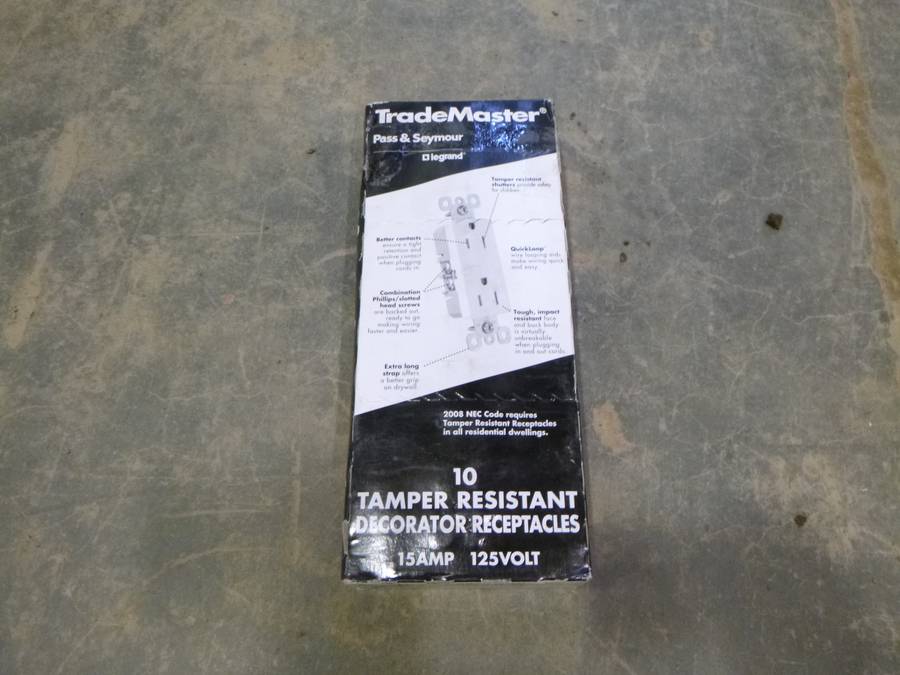 TradeMaster®
Pass & Seymour
legrand®
Tamper resistant
shutters provide safety
for children.
Better contacts
ensure a tight
retention and
positive contact
when plugging
cords in.
QuickLoop™
wire looping aids
make wiring quick
and easy.
Combination
Phillips/slotted
head screws
are backed out,
ready to go
making wiring
faster and easier.
Tough, impact
resistant face
and back body
is virtually
unbreakable
when plugging
in and out cords.
Extra long
strap offers
a better grip
on drywall.
2008 NEC Code requires
Tamper Resistant Receptacles
in all residential dwellings.
10
TAMPER RESISTANT
DECORATOR RECEPTACLES
15AMP 125VOLT